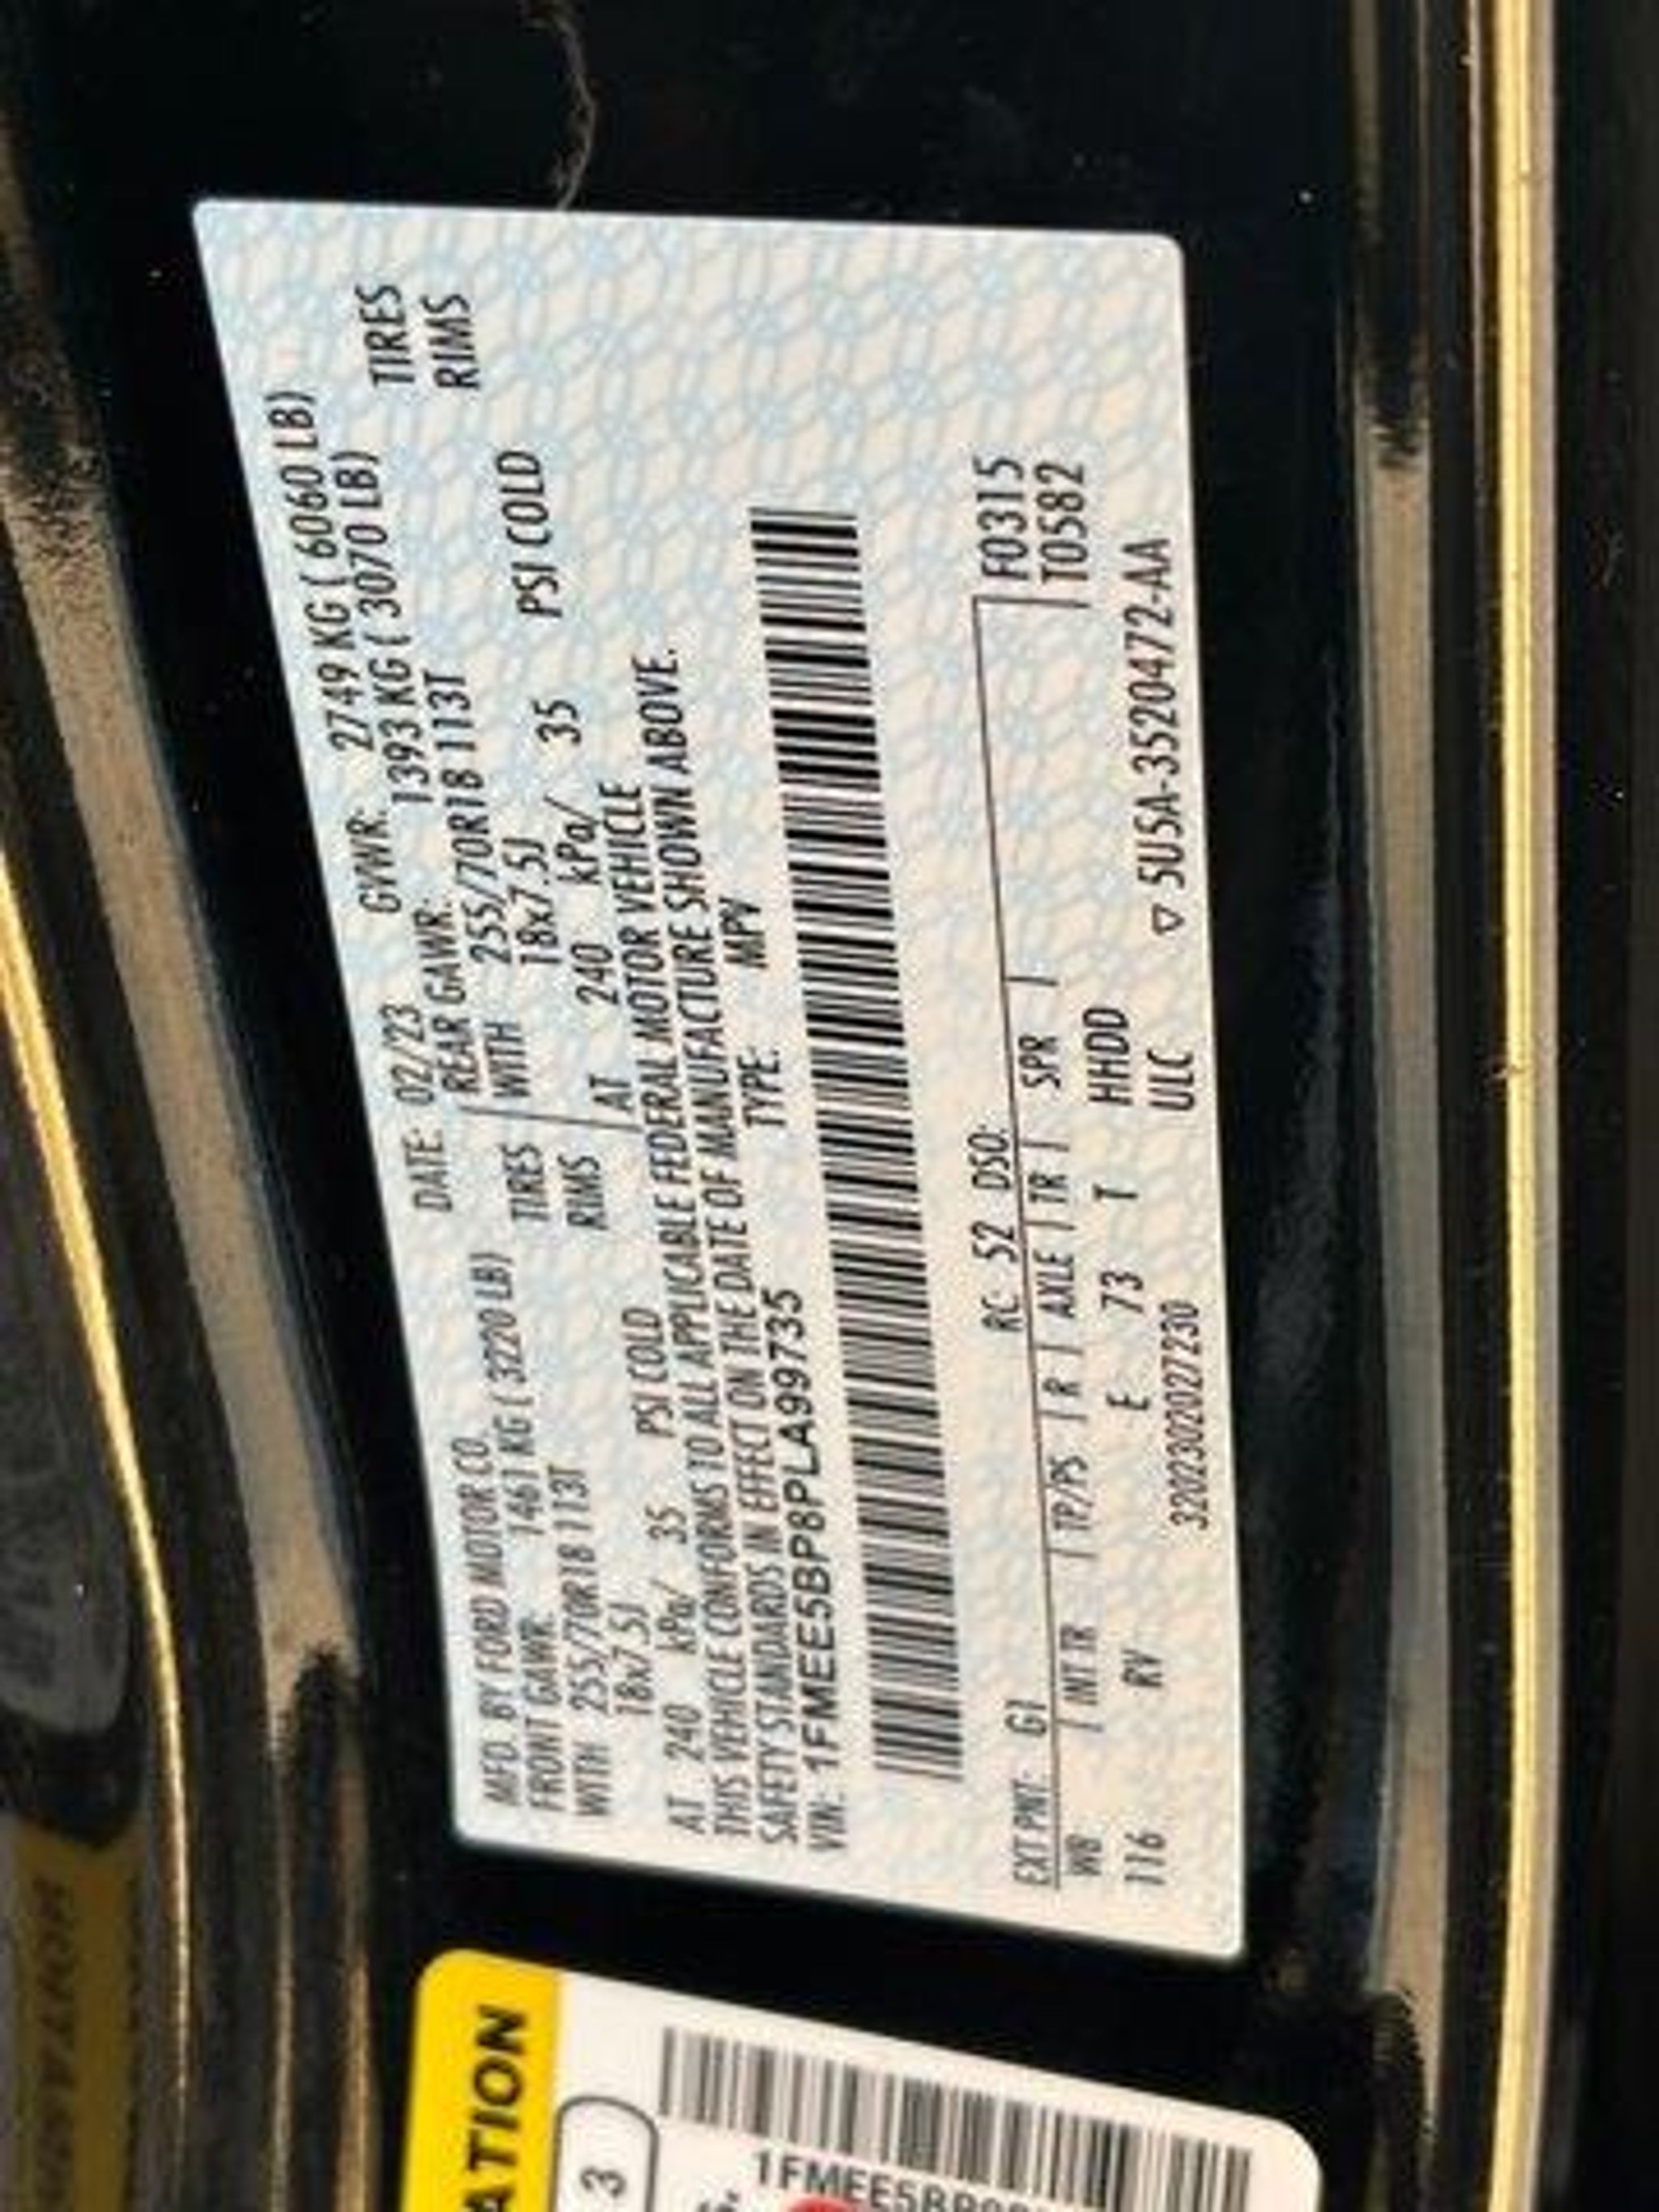 MFD. BY FORD MOTOR CO. DATE: 02/23 GVWR: 2749 KG ( 6060 LB)
FRONT GAWR: 1461 KG ( 3220 LB) REAR GAWR: 1393 KG ( 3070 LB)
WITH 255/70R18 113T TIRES WITH 255/70R18 113T TIRES
18x7.5J RIMS 18x7.5J RIMS
AT 240 kPa/ 35 PSI COLD AT 240 kPa/ 35 PSI COLD
THIS VEHICLE CONFORMS TO ALL APPLICABLE FEDERAL MOTOR VEHICLE
SAFETY STANDARDS IN EFFECT ON THE DATE OF MANUFACTURE SHOWN ABOVE.
VIN: 1FMEE5BP8PLA99735 TYPE: MPV
EXT PNT: G1 RC: 52 DSO: F0315
WB | INT TR | TP/PS | R | AXLE | TR | SPR | T0582
116 RV E 73 T HHDD
3202302027230 ULC ▽ 5U5A-3520472-AA
ATION
3
1FMEE5BP8